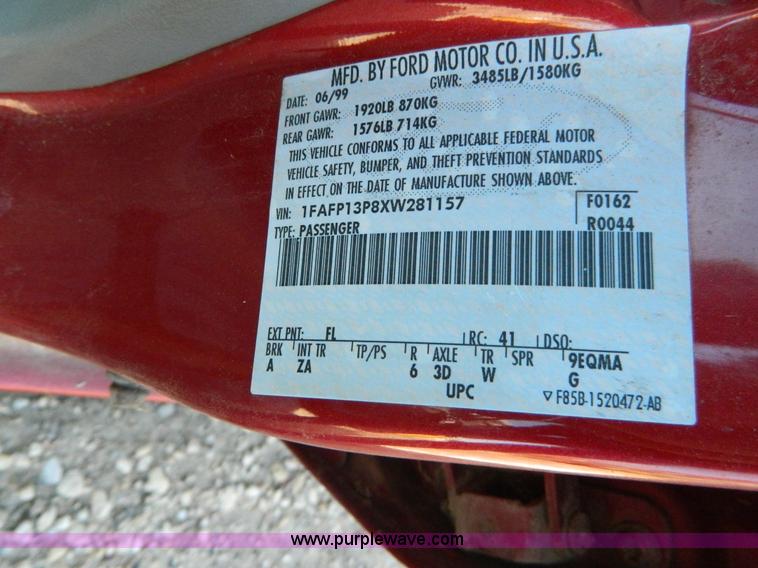 MFD. BY FORD MOTOR CO. IN U.S.A.
DATE: 06/99 GVWR: 3485LB/1580KG
FRONT GAWR: 1920LB 870KG
REAR GAWR: 1576LB 714KG
THIS VEHICLE CONFORMS TO ALL APPLICABLE FEDERAL MOTOR
VEHICLE SAFETY, BUMPER, AND THEFT PREVENTION STANDARDS
IN EFFECT ON THE DATE OF MANUFACTURE SHOWN ABOVE.
VIN: 1FAFP13P8XW281157 F0162
TYPE: PASSENGER R0044
EXT PNT: FL RC: 41 DSO:
BRK INT TR TP/PS R AXLE TR SPR 9EQMA
A ZA 6 3D W G
UPC ▽F85B-1520472-AB
www.purplewave.com